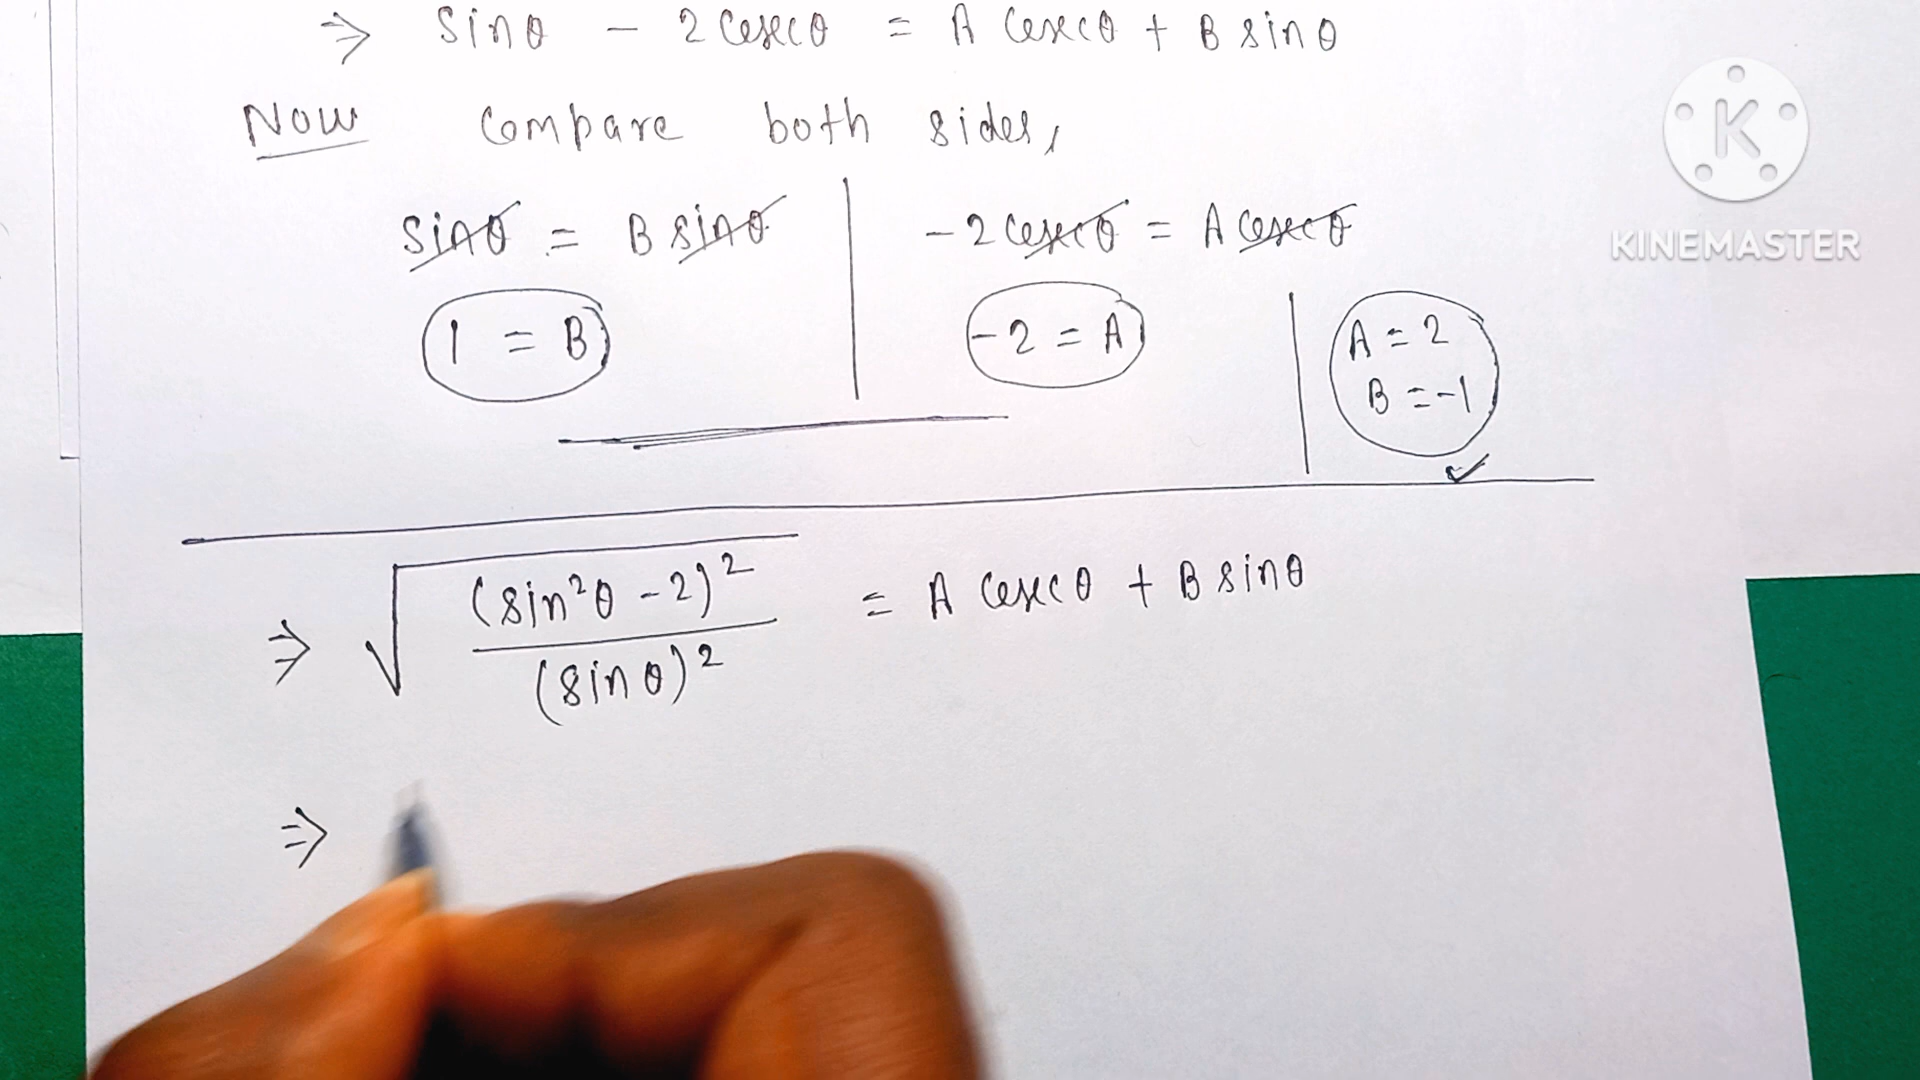 ⇒ sinθ − 2 cosecθ = A cosecθ + B sinθ
Now Compare both sides,
sinθ = B sinθ | −2 cosecθ = A cosecθ
1 = B | −2 = A | A = 2
B = −1
⇒ √((sin²θ − 2)² / (sin θ)²) = A cosecθ + B sinθ
⇒
K
KINEMASTER